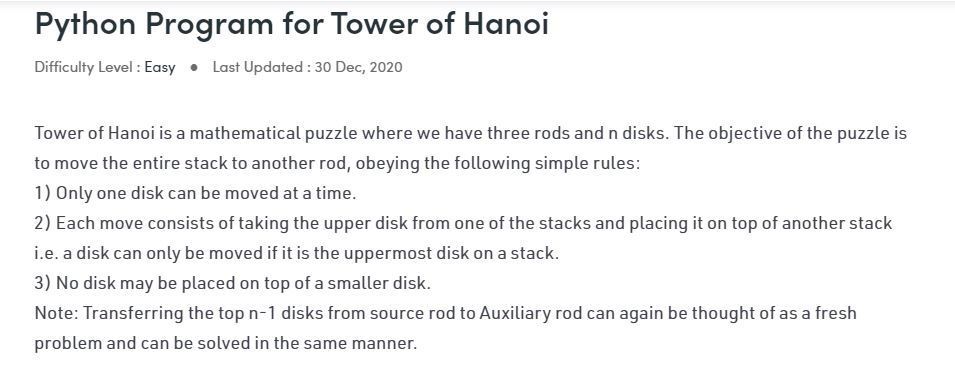 Python Program for Tower of Hanoi
Difficulty Level : Easy ● Last Updated : 30 Dec, 2020
Tower of Hanoi is a mathematical puzzle where we have three rods and n disks. The objective of the puzzle is
to move the entire stack to another rod, obeying the following simple rules:
1) Only one disk can be moved at a time.
2) Each move consists of taking the upper disk from one of the stacks and placing it on top of another stack
i.e. a disk can only be moved if it is the uppermost disk on a stack.
3) No disk may be placed on top of a smaller disk.
Note: Transferring the top n-1 disks from source rod to Auxiliary rod can again be thought of as a fresh
problem and can be solved in the same manner.